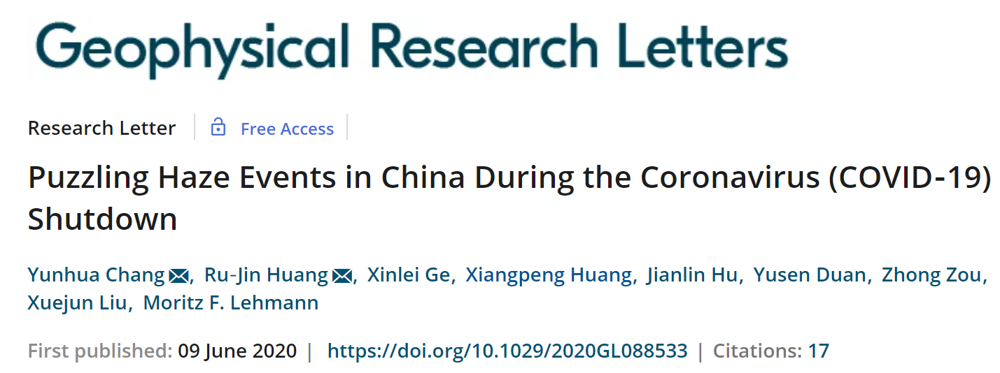 Geophysical Research Letters
Research Letter | Free Access |
Puzzling Haze Events in China During the Coronavirus (COVID-19)
Shutdown
Yunhua Chang, Ru-Jin Huang, Xinlei Ge, Xiangpeng Huang, Jianlin Hu, Yusen Duan, Zhong Zou,
Xuejun Liu, Moritz F. Lehmann
First published: 09 June 2020 | https://doi.org/10.1029/2020GL088533 | Citations: 17